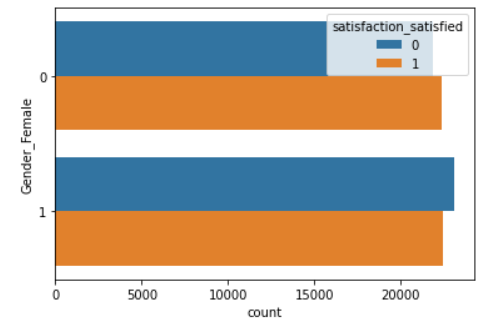 satisfaction_satisfied
0
1
Gender_Female
0
1
0 5000 10000 15000 20000
count